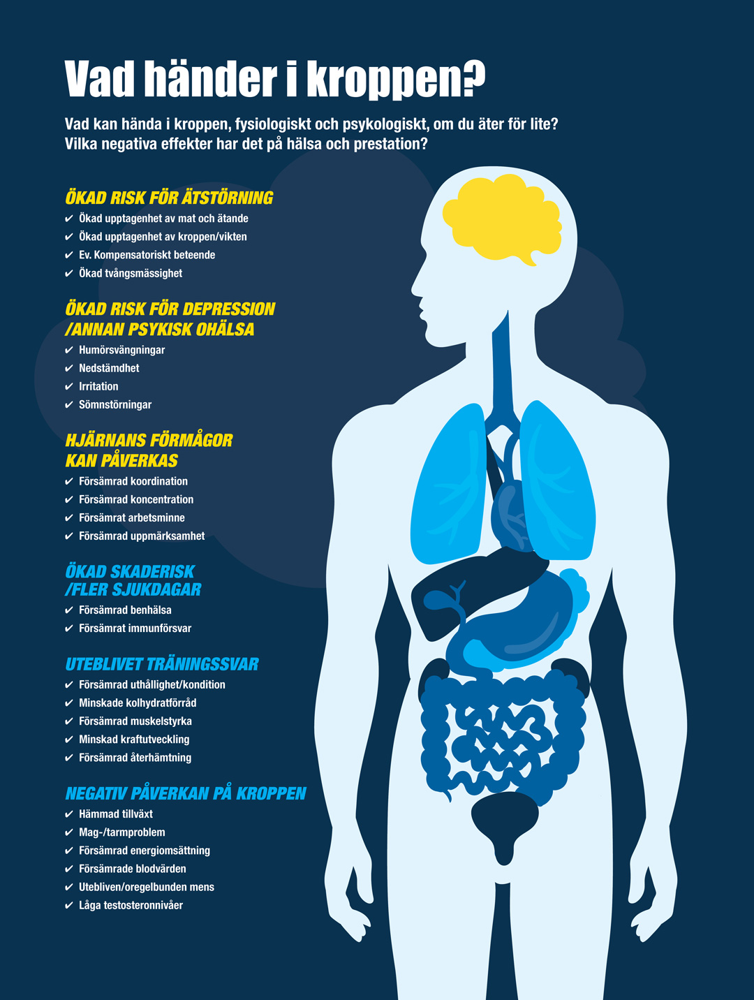 Vad händer i kroppen?
Vad kan hända i kroppen, fysiologiskt och psykologiskt, om du äter för lite?
Vilka negativa effekter har det på hälsa och prestation?
ÖKAD RISK FÖR ÄTSTÖRNING
✔ Ökad upptagenhet av mat och ätande
✔ Ökad upptagenhet av kroppen/vikten
✔ Ev. Kompensatoriskt beteende
✔ Ökad tvångsmässighet
ÖKAD RISK FÖR DEPRESSION
/ANNAN PSYKISK OHÄLSA
✔ Humörsvängningar
✔ Nedstämdhet
✔ Irritation
✔ Sömnstörningar
HJÄRNANS FÖRMÅGOR
KAN PÅVERKAS
✔ Försämrad koordination
✔ Försämrad koncentration
✔ Försämrat arbetsminne
✔ Försämrad uppmärksamhet
ÖKAD SKADERISK
/FLER SJUKDAGAR
✔ Försämrad benhälsa
✔ Försämrat immunförsvar
UTEBLIVET TRÄNINGSSVAR
✔ Försämrad uthållighet/kondition
✔ Minskade kolhydratförråd
✔ Försämrad muskelstyrka
✔ Minskad kraftutveckling
✔ Försämrad återhämtning
NEGATIV PÅVERKAN PÅ KROPPEN
✔ Hämmad tillväxt
✔ Mag-/tarmproblem
✔ Försämrad energiomsättning
✔ Försämrade blodvärden
✔ Utebliven/oregelbunden mens
✔ Låga testosteronnivåer